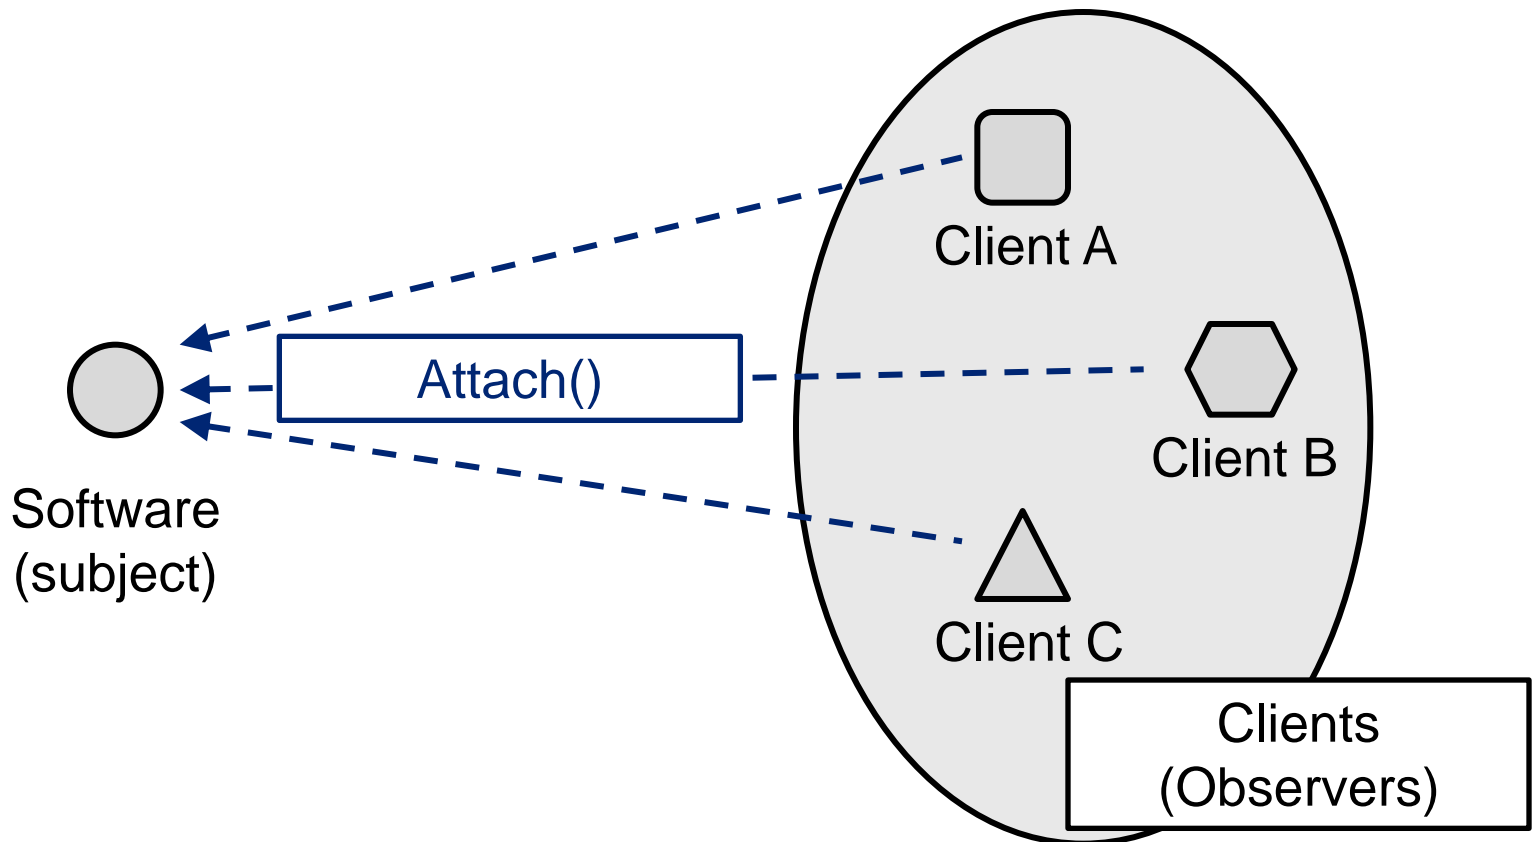 Client A
Attach()
Client B
Software
(subject)
Client C
Clients
(Observers)